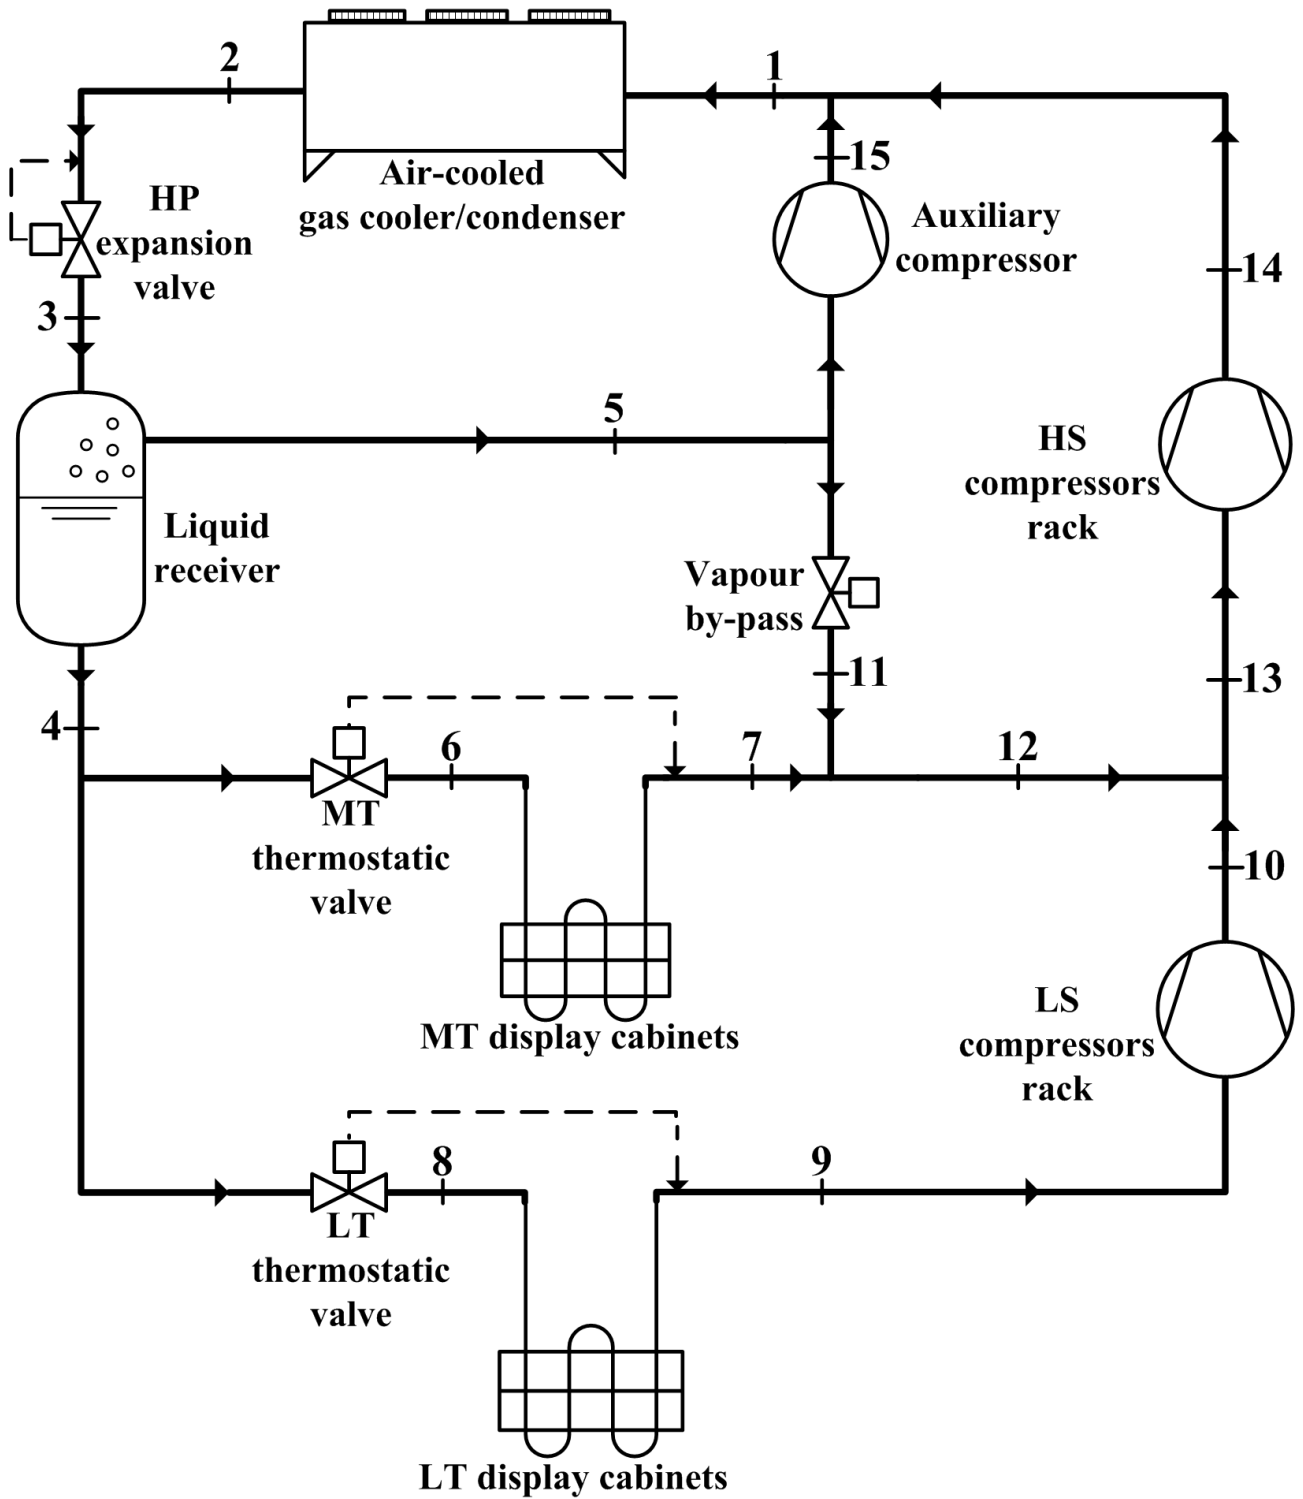 2
1
Air-cooled
gas cooler/condenser
15
HP
expansion
valve
Auxiliary
compressor
14
3
5
HS
compressors
rack
Liquid
receiver
Vapour
by-pass
11
13
4
6
7
12
MT
thermostatic
valve
10
MT display cabinets
LS
compressors
rack
8
9
LT
thermostatic
valve
LT display cabinets